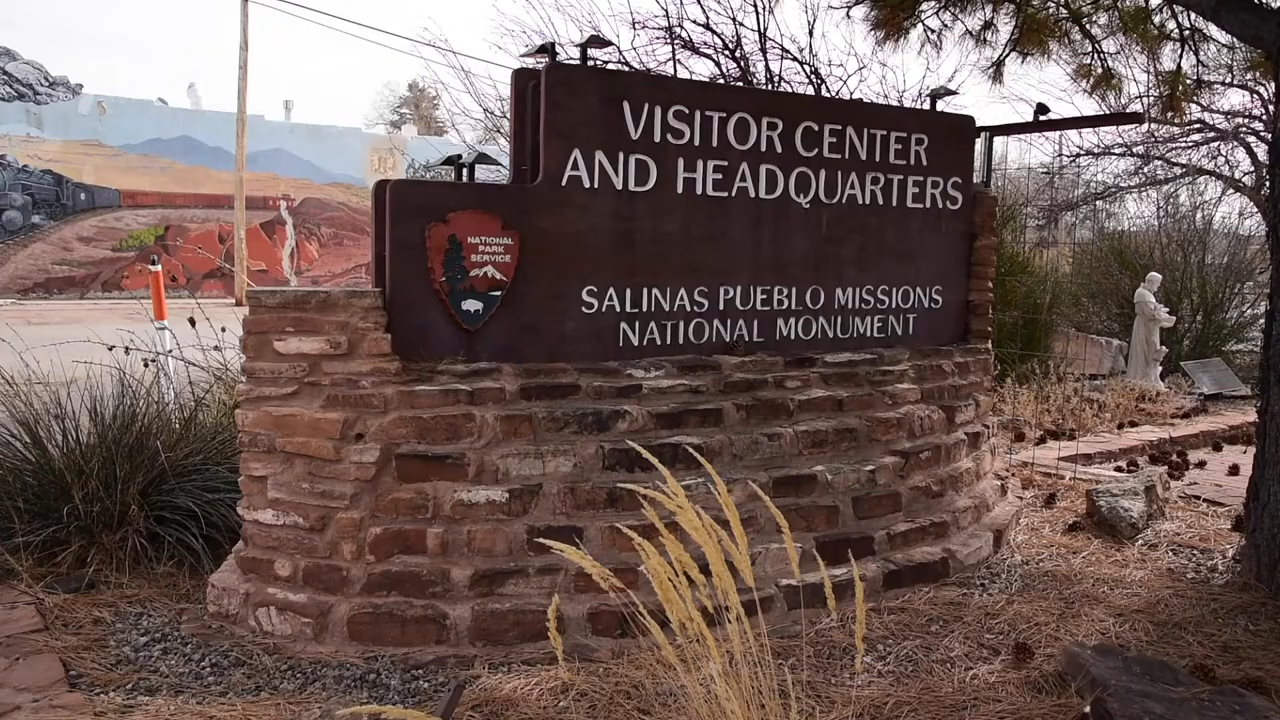 VISITOR CENTER
AND HEADQUARTERS
NATIONAL
PARK
SERVICE
SALINAS PUEBLO MISSIONS
NATIONAL MONUMENT